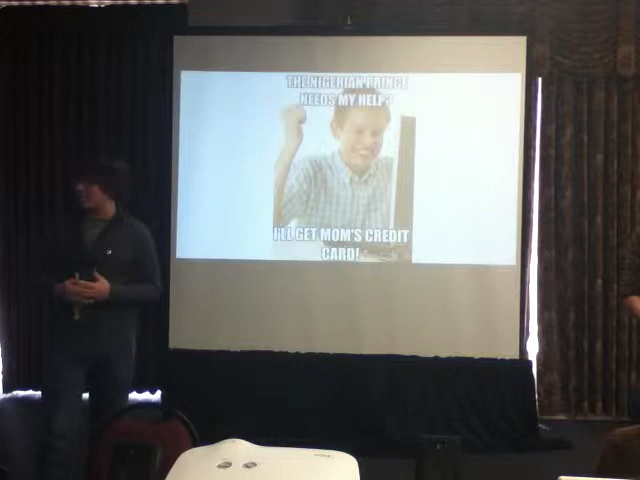 THE NIGERIAN PRINCE
NEEDS MY HELP?
I'LL GET MOM'S CREDIT
CARD!